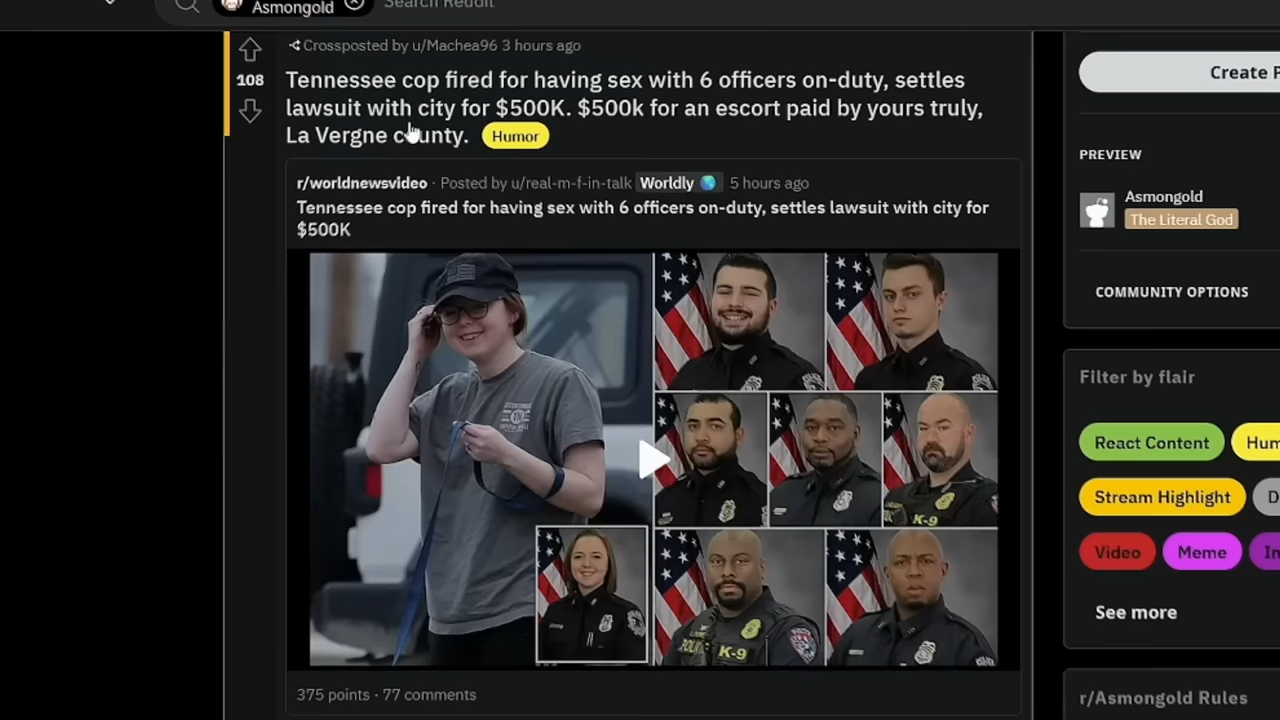 Asmongold
Search Reddit
Crossposted by u/Machea96 3 hours ago
108
Tennessee cop fired for having sex with 6 officers on-duty, settles
lawsuit with city for $500K. $500k for an escort paid by yours truly,
La Vergne county. Humor
r/worldnewsvideo · Posted by u/real-m-f-in-talk Worldly 5 hours ago
Tennessee cop fired for having sex with 6 officers on-duty, settles lawsuit with city for
$500K
K-9
POLI K-9
375 points · 77 comments
Create P
PREVIEW
Asmongold
The Literal God
COMMUNITY OPTIONS
Filter by flair
React Content
Hum
Stream Highlight
D
Video
Meme
In
See more
r/Asmongold Rules